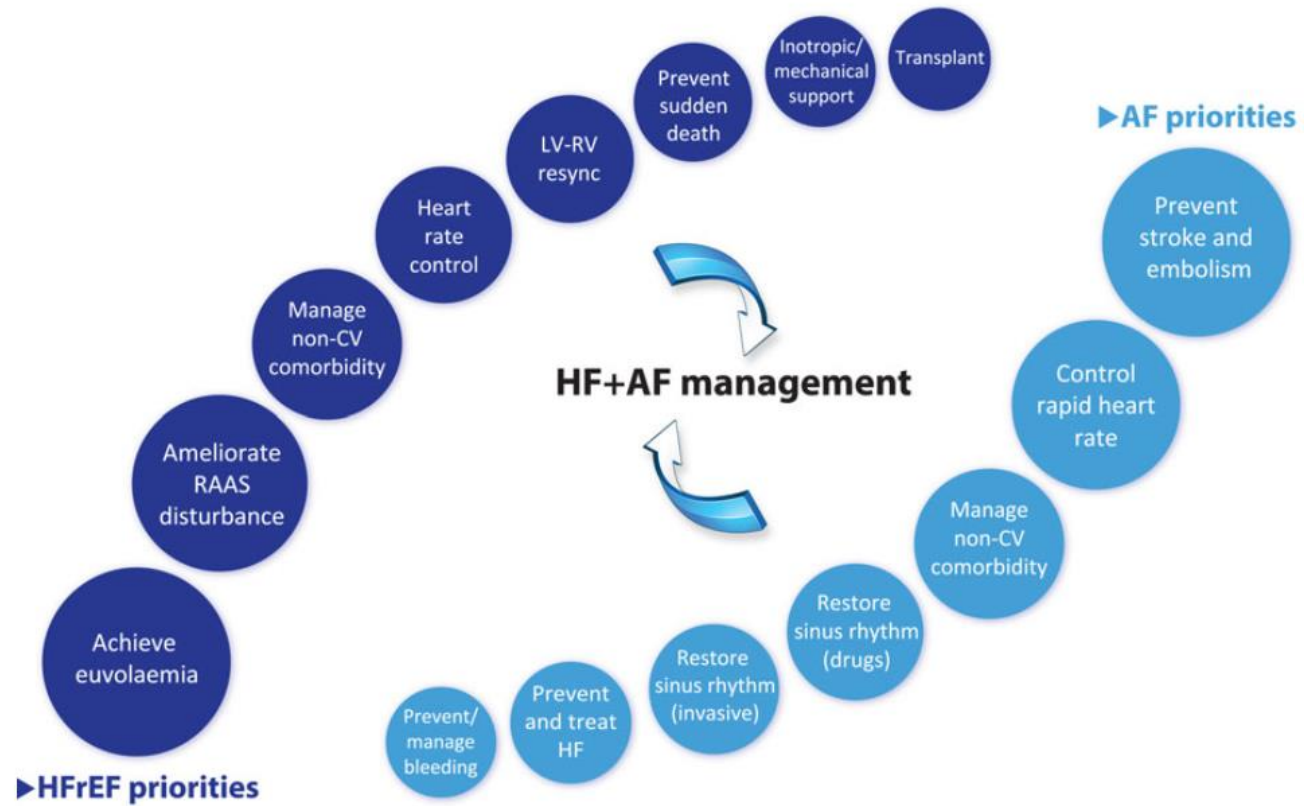 ▶HFrEF priorities
Achieve
euvolaemia
Ameliorate
RAAS
disturbance
Manage
non-CV
comorbidity
Heart
rate
control
LV-RV
resync
Prevent
sudden
death
Inotropic/
mechanical
support
Transplant
HF+AF management
▶AF priorities
Prevent
stroke and
embolism
Control
rapid heart
rate
Manage
non-CV
comorbidity
Restore
sinus rhythm
(drugs)
Restore
sinus rhythm
(invasive)
Prevent
and treat
HF
Prevent/
manage
bleeding